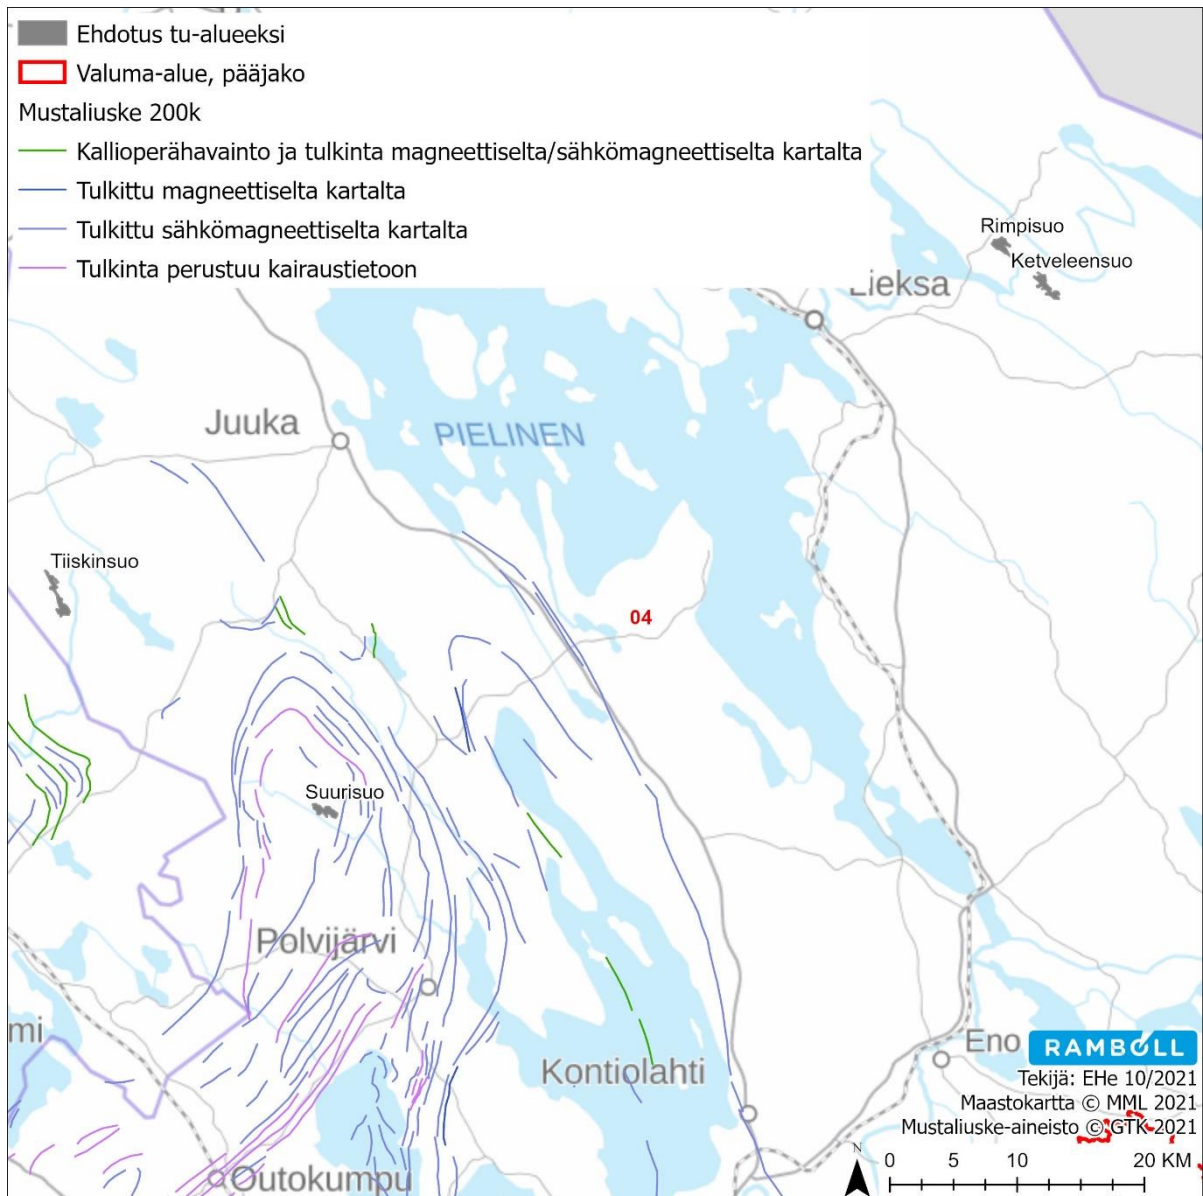 Ehdotus tu-alueeksi
Valuma-alue, pääjako
Mustaliuske 200k
Kallioperähavainto ja tulkinta magneettiselta/sähkömagneettiselta kartalta
Tulkittu magneettiselta kartalta
Tulkittu sähkömagneettiselta kartalta
Tulkinta perustuu kairaustietoon
Rimpisuo
Ketveleensuo
Lieksa
Juuka
PIELINEN
Tiiskinsuo
04
Suurisuo
Polvijärvi
mi
Eno
RAMBOLL
Kontiolahti
Tekijä: EHe 10/2021
Maastokartta © MML 2021
Mustaliuske-aineisto © GTK 2021
N
0 5 10 20 KM
Outokumpu